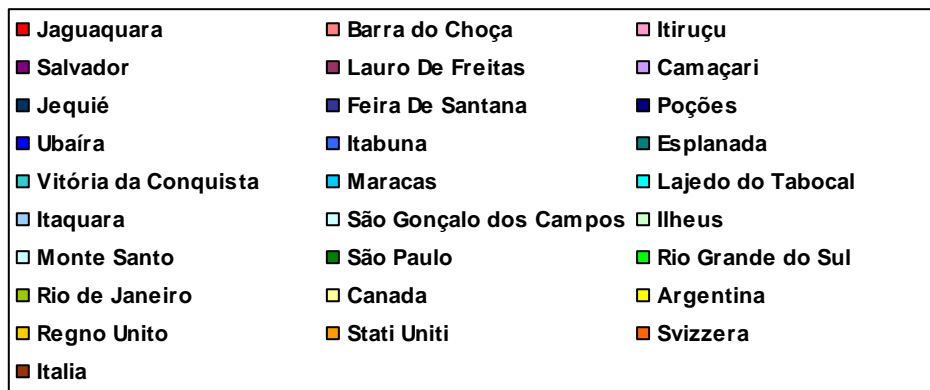 Jaguaquara Barra do Choça Itiruçu
Salvador Lauro De Freitas Camaçari
Jequié Feira De Santana Poções
Ubaíra Itabuna Esplanada
Vitória da Conquista Maracas Lajedo do Tabocal
Itaquara São Gonçalo dos Campos Ilheus
Monte Santo São Paulo Rio Grande do Sul
Rio de Janeiro Canada Argentina
Regno Unito Stati Uniti Svizzera
Italia